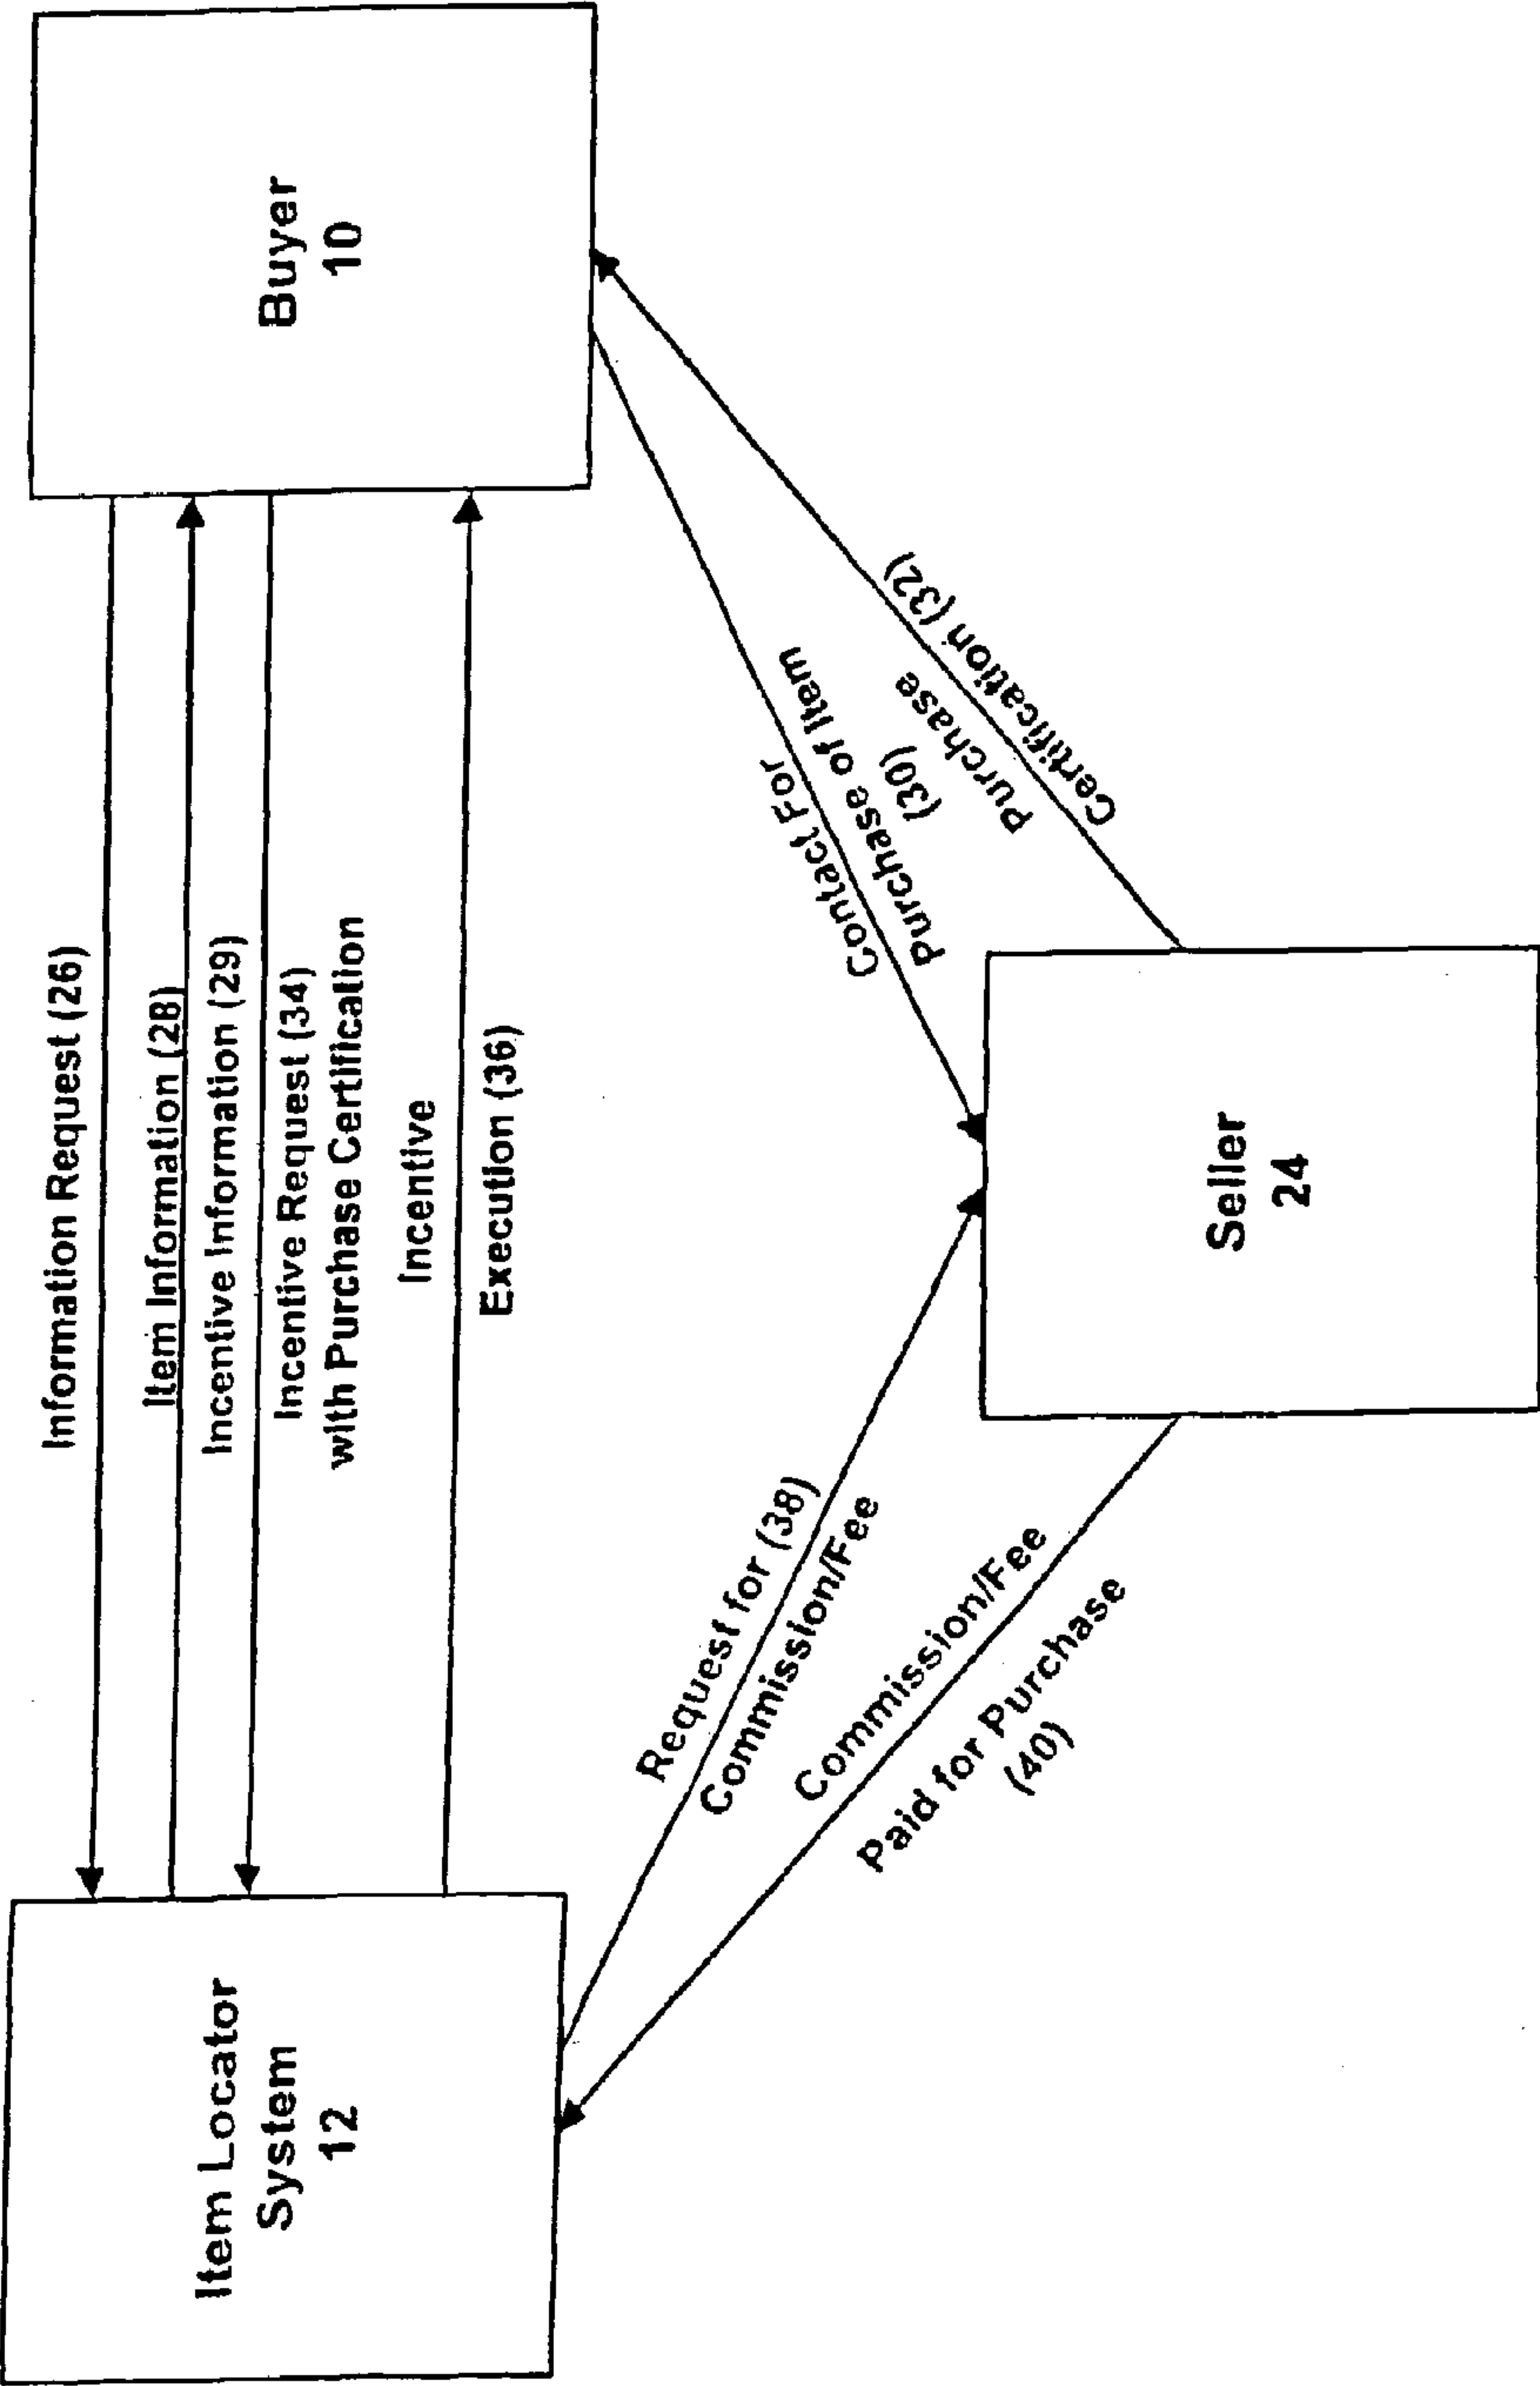 Item Locator
System
12
Information Request (26)
Item Information (28)
Incentive Information (29)
Incentive Request (34)
with Purchase Certification
Incentive
Execution (36)
Buyer
10
Request for (38)
Commission/Fee
Commission/Fee
Paid for Purchase
(40)
Contact For
Purchase of Item
(30)
Purchase
Certification (32)
Seller
24